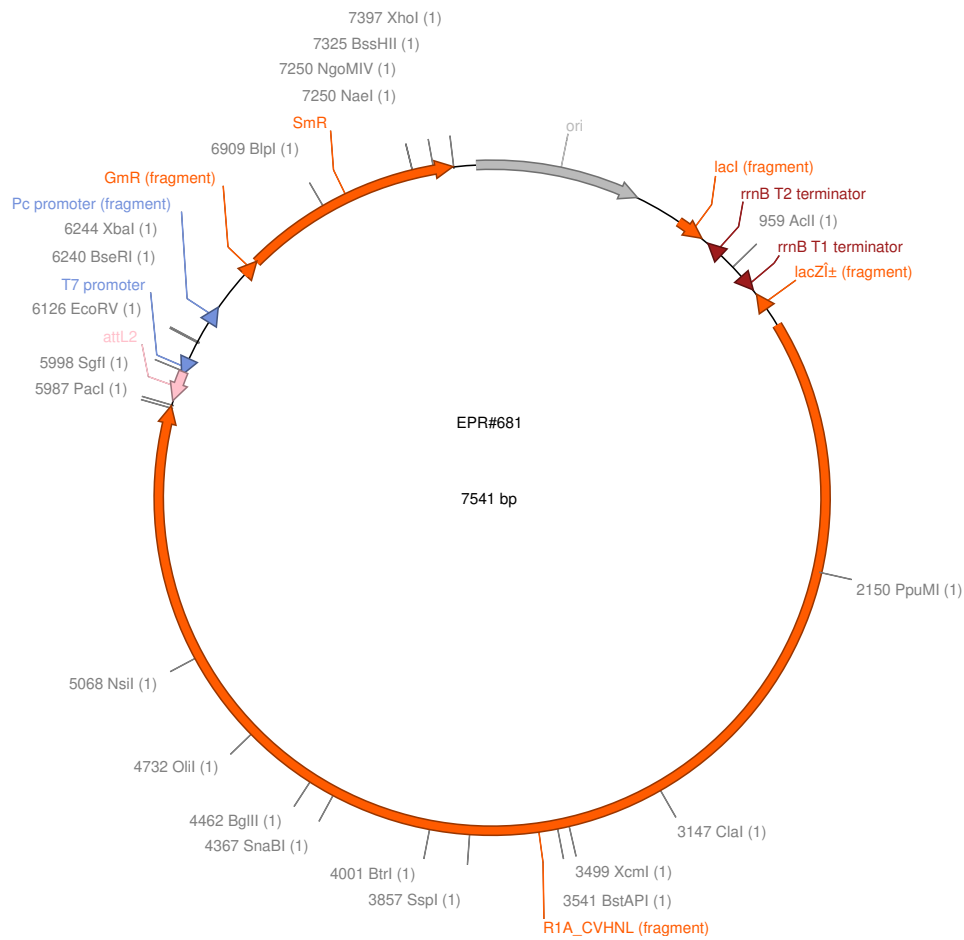 7397 XhoI (1)
7325 BssHII (1)
7250 NgoMIV (1)
7250 NaeI (1)
SmR
ori
6909 BlpI (1)
GmR (fragment)
lacI (fragment)
Pc promoter (fragment)
rrnB T2 terminator
6244 XbaI (1)
959 AclI (1)
6240 BseRI (1)
rrnB T1 terminator
T7 promoter
lacZÎ± (fragment)
6126 EcoRV (1)
attL2
5998 SgfI (1)
5987 PacI (1)
EPR#681
7541 bp
2150 PpuMI (1)
5068 NsiI (1)
4732 OliI (1)
4462 BglII (1)
3147 ClaI (1)
4367 SnaBI (1)
4001 BtrI (1)
3499 XcmI (1)
3857 SspI (1)
3541 BstAPI (1)
R1A_CVHNL (fragment)